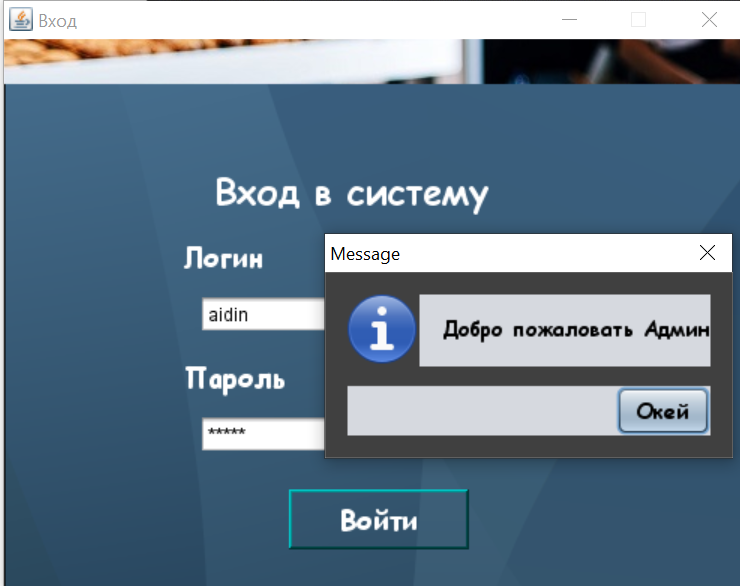 Вход
Вход в систему
Логин
aidin
Message
Добро пожаловать Админ
Окей
Пароль
*****
Войти